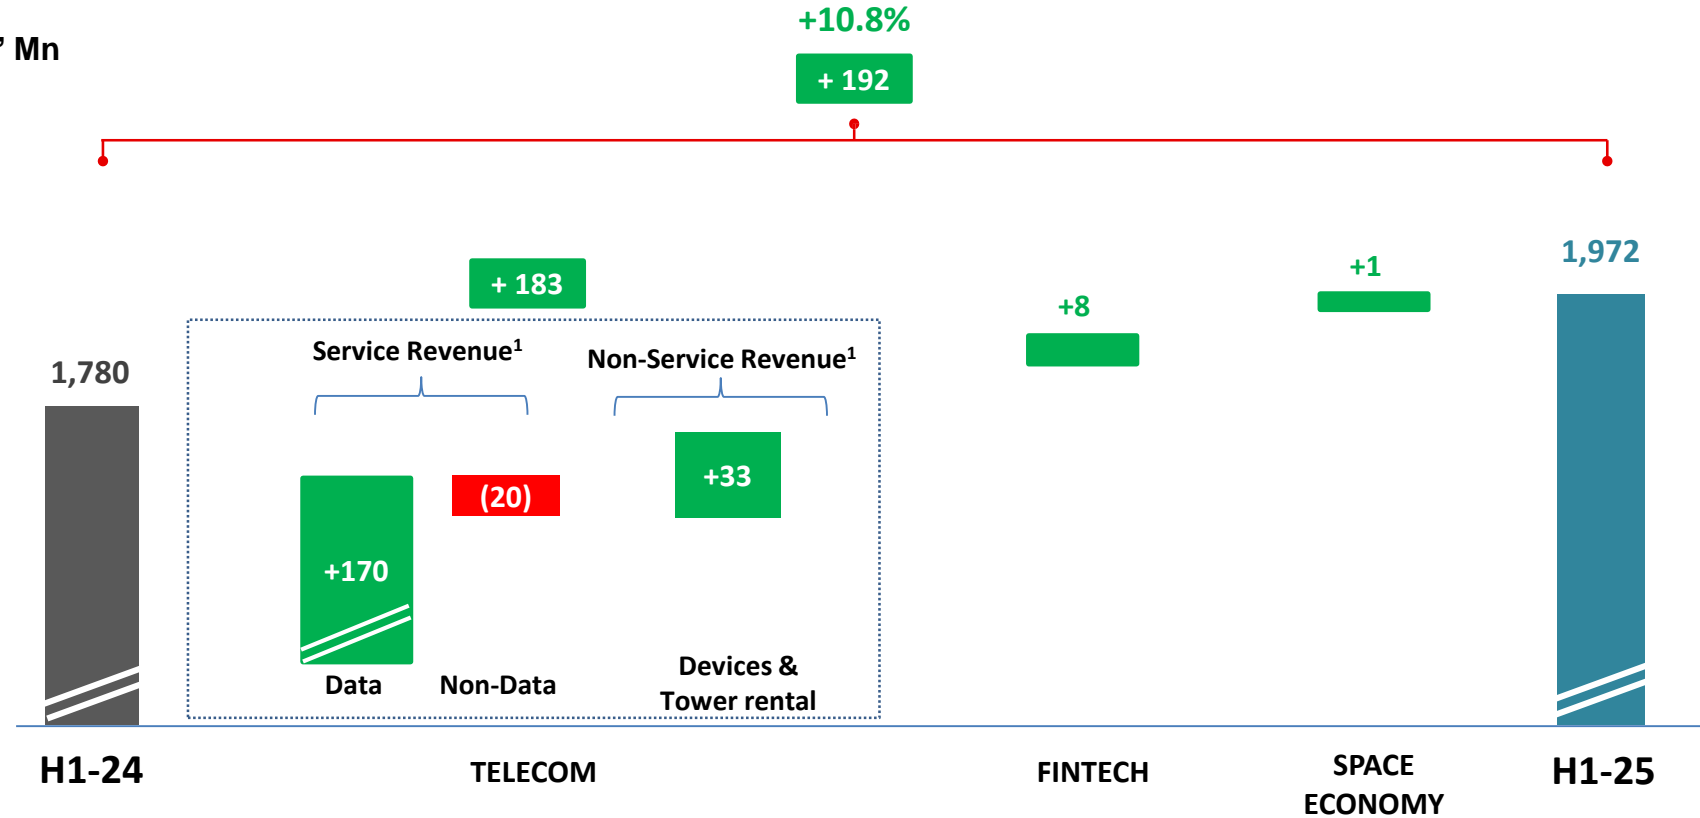 +10.8%
' Mn
+ 192
1,972
+1
+ 183
+8
Service Revenue¹
Non-Service Revenue¹
1,780
+33
(20)
+170
Devices &
Tower rental
Data
Non-Data
H1-24
TELECOM
FINTECH
SPACE
ECONOMY
H1-25